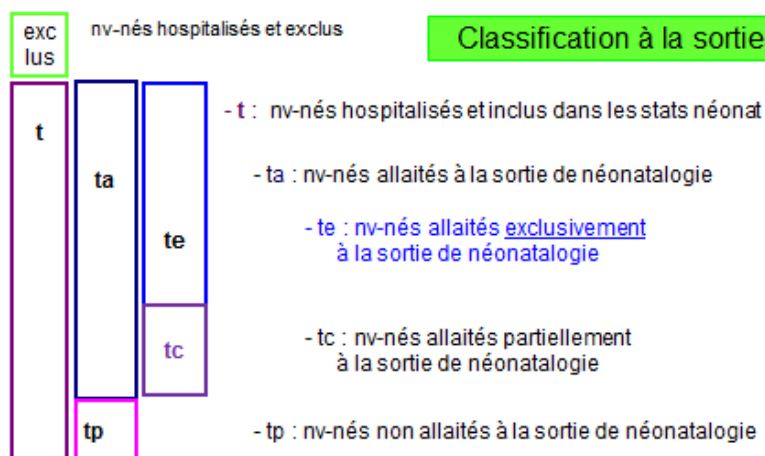 exc
lus
nv-nés hospitalisés et exclus
Classification à la sortie
t
- t : nv-nés hospitalisés et inclus dans les stats néonat
ta
- ta : nv-nés allaités à la sortie de néonatalogie
te
- te : nv-nés allaités exclusivement
à la sortie de néonatalogie
tc
- tc : nv-nés allaités partiellement
à la sortie de néonatalogie
tp
- tp : nv-nés non allaités à la sortie de néonatalogie